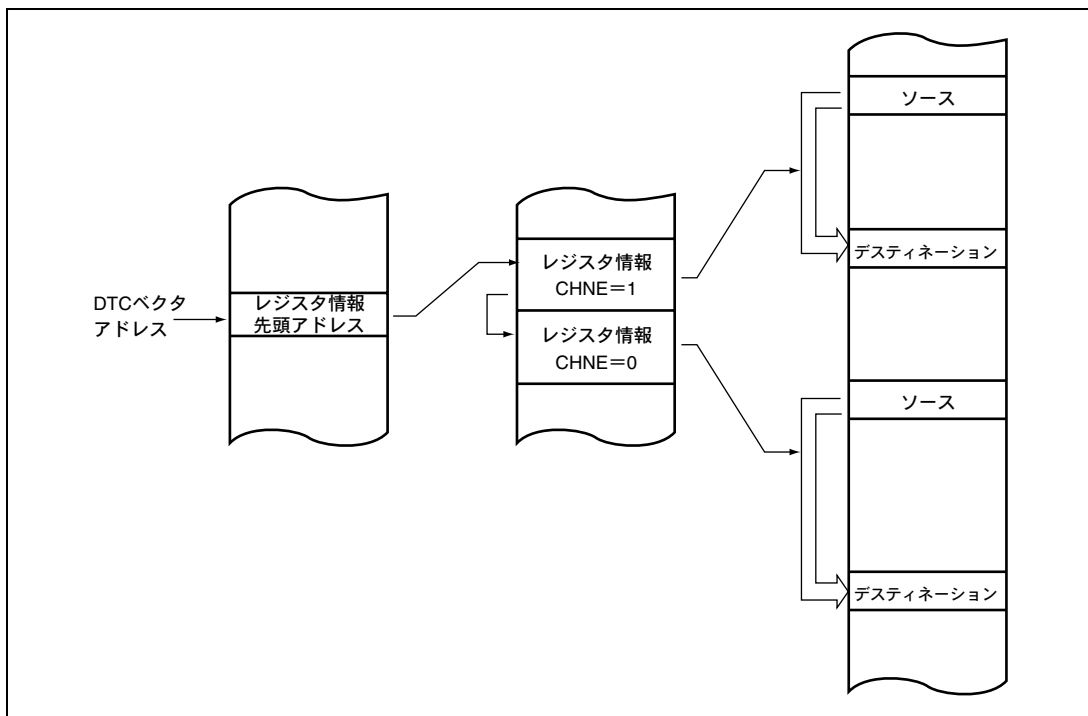 DTCベクタ
アドレス
レジスタ情報
先頭アドレス
レジスタ情報
CHNE=1
レジスタ情報
CHNE=0
ソース
デスティネーション
ソース
デスティネーション